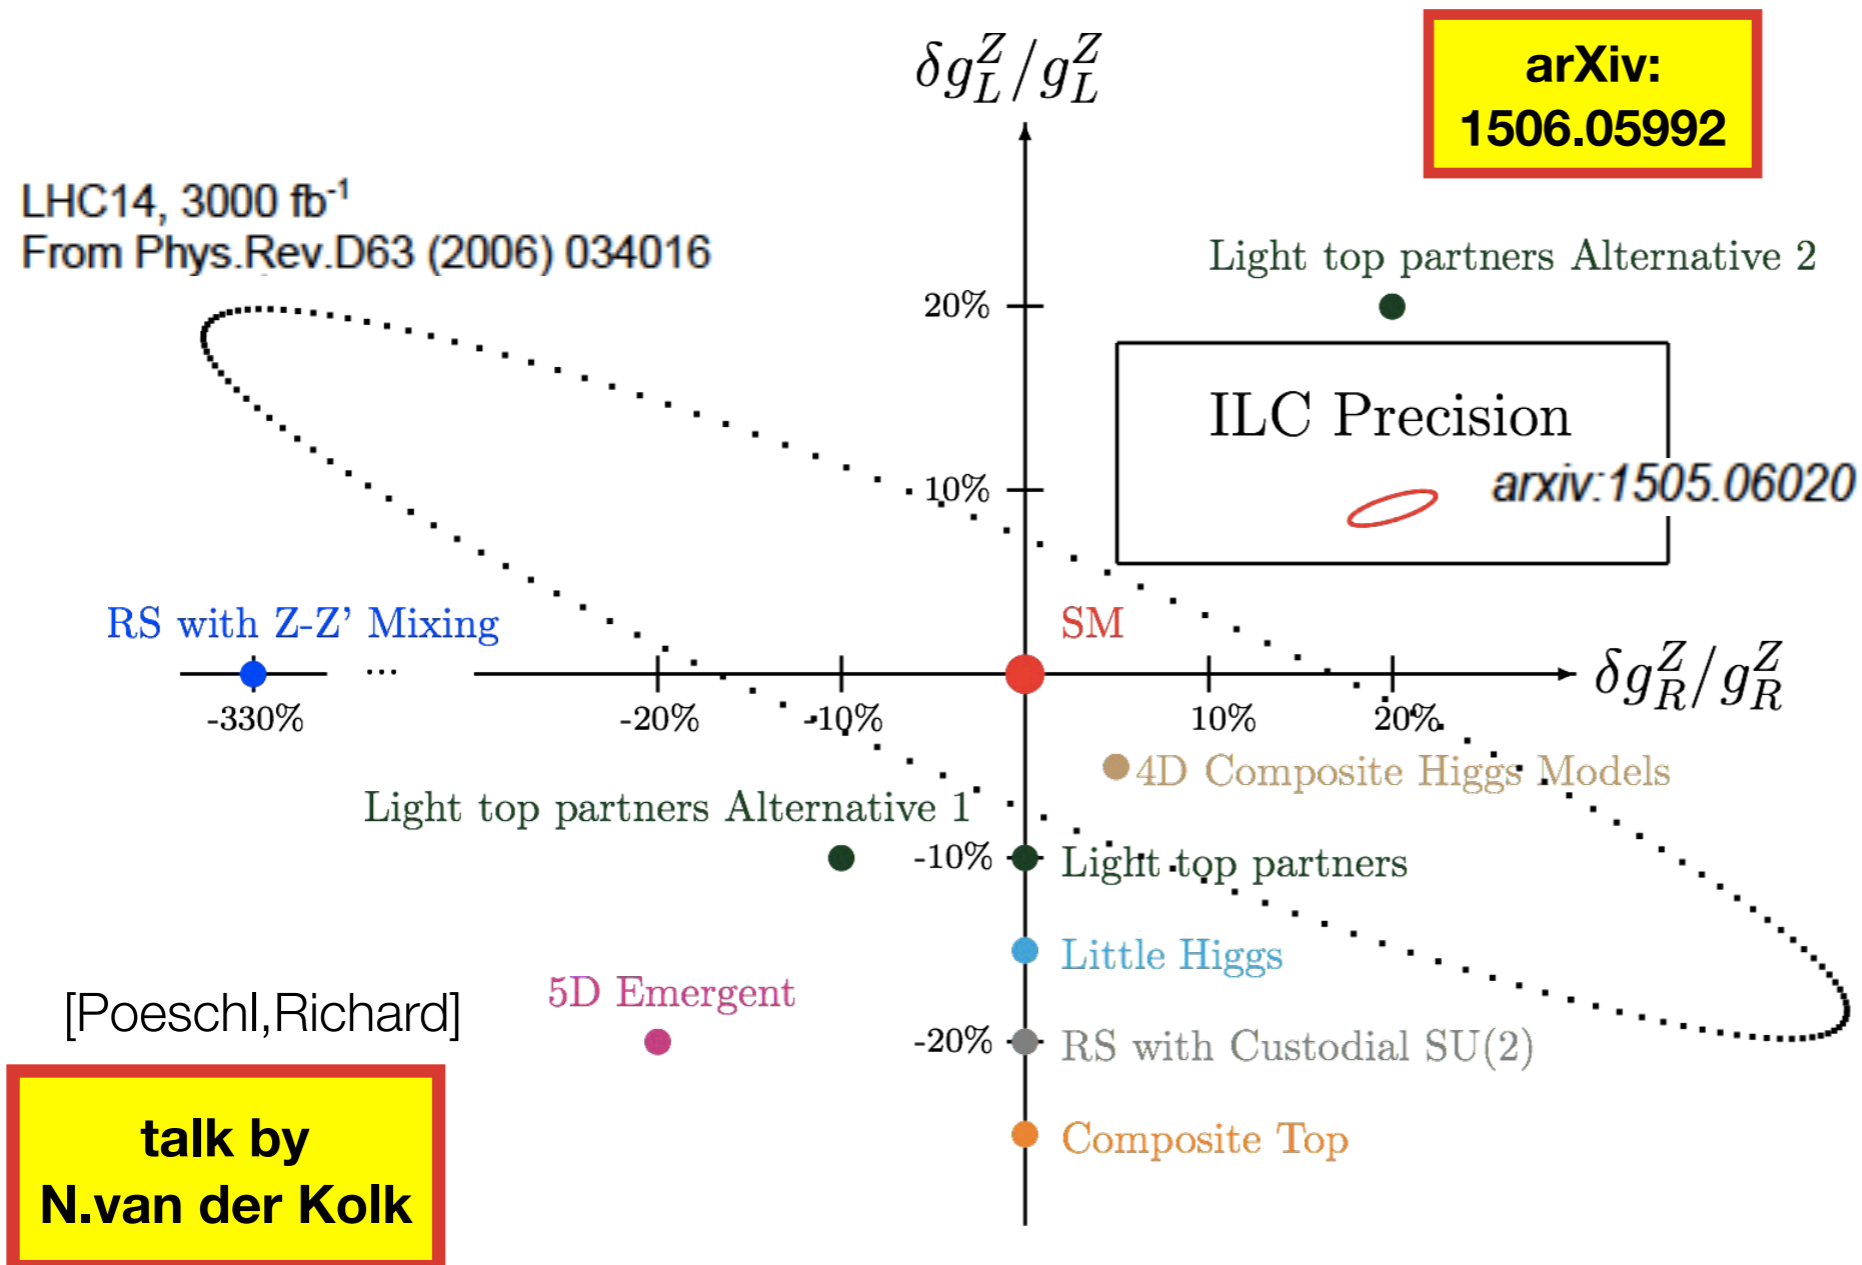 δg_L^Z/g_L^Z
arXiv:
1506.05992
LHC14, 3000 fb⁻¹
From Phys.Rev.D63 (2006) 034016
Light top partners Alternative 2
20%
ILC Precision
10%
arxiv:1505.06020
RS with Z-Z' Mixing
SM
...
δg_R^Z/g_R^Z
-330%
-20%
-10%
10%
20%
4D Composite Higgs Models
Light top partners Alternative 1
-10%
Light top partners
Little Higgs
5D Emergent
[Poeschl,Richard]
-20%
RS with Custodial SU(2)
Composite Top
talk by
N.van der Kolk